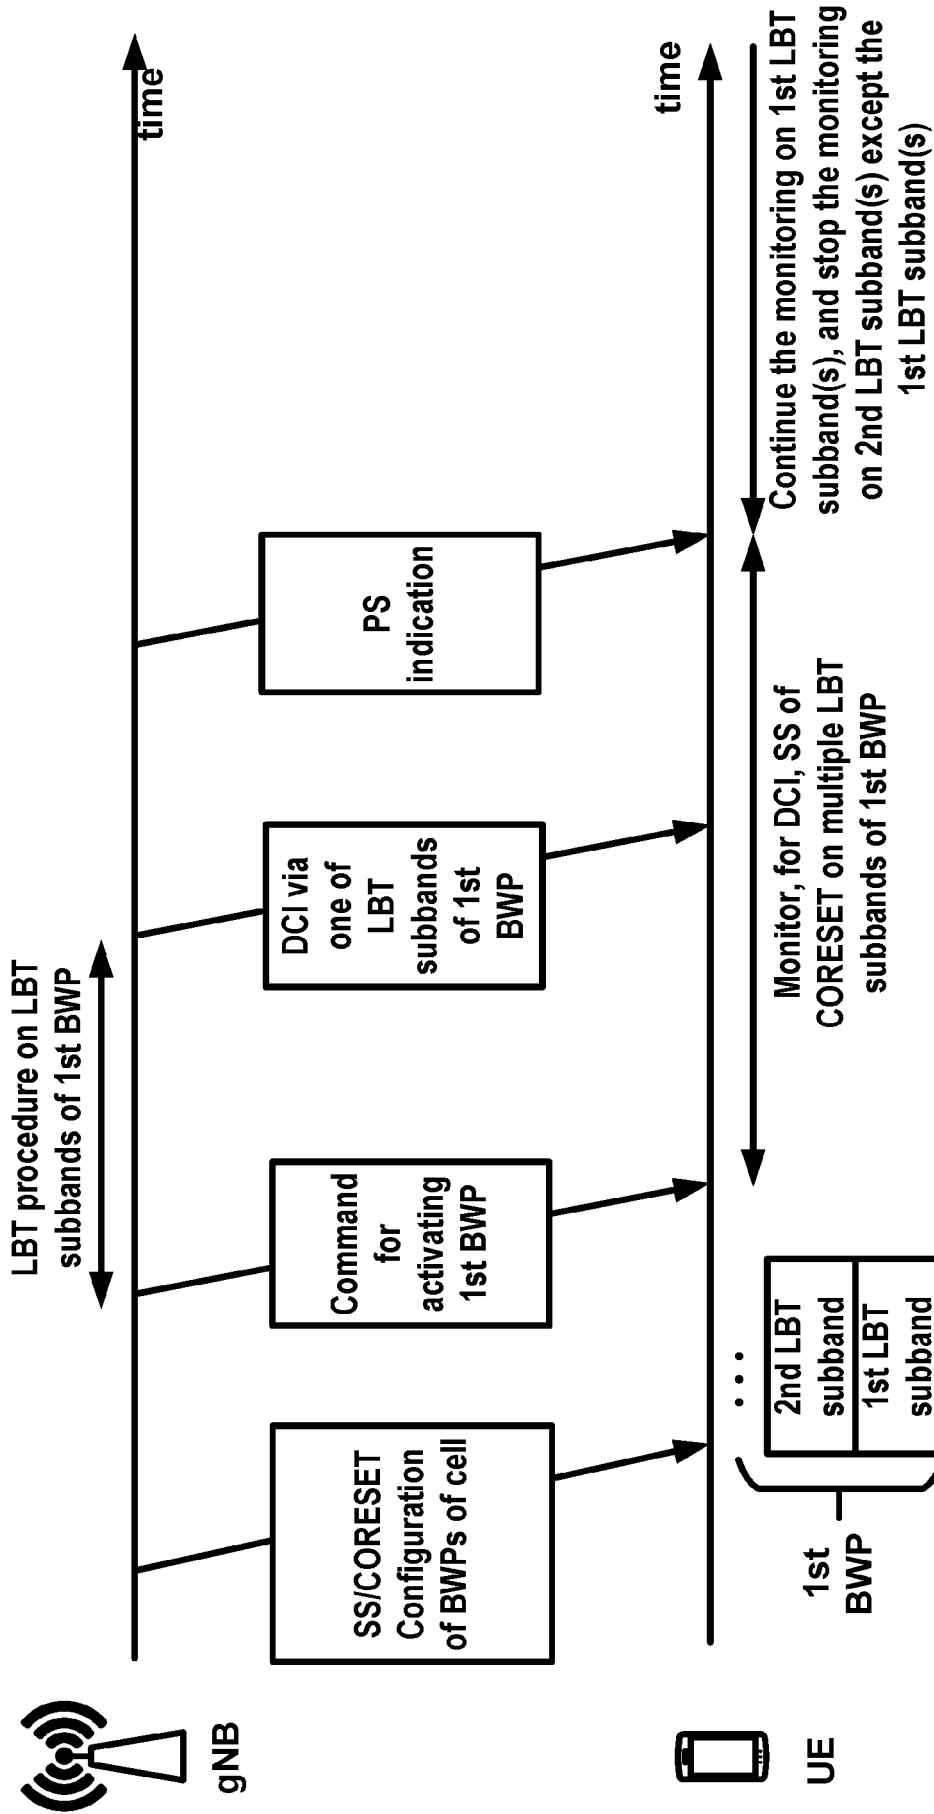 LBT procedure on LBT
subbands of 1st BWP
gNB
time
SS/CORESET
Configuration
of BWPs of cell
Command
for
activating
1st BWP
DCI via
one of
LBT
subbands
of 1st
BWP
PS
indication
UE
time
1st
BWP
2nd LBT
subband
1st LBT
subband
Monitor, for DCI, SS of
CORESET on multiple LBT
subbands of 1st BWP
Continue the monitoring on 1st LBT
subband(s), and stop the monitoring
on 2nd LBT subband(s) except the
1st LBT subband(s)